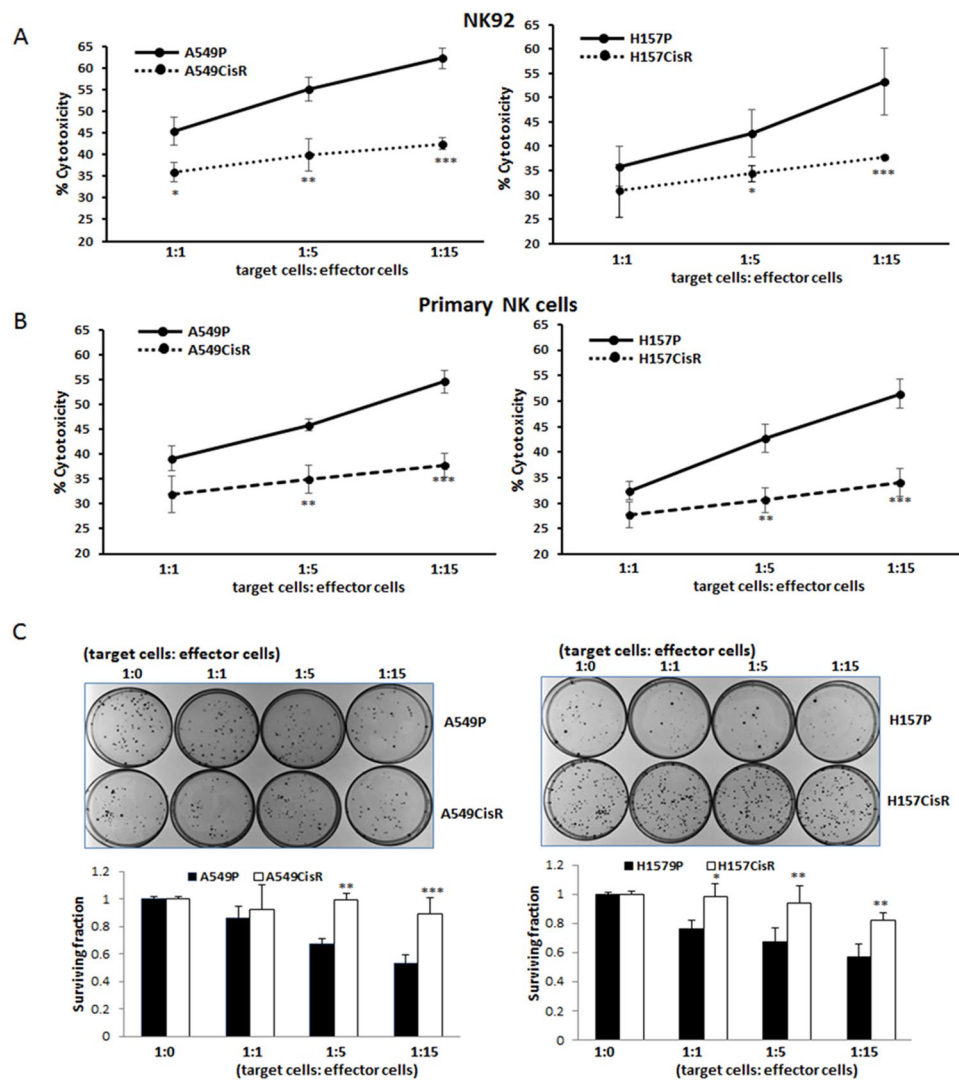 NK92
A
65
60
55
50
45
40
35
30
25
20
% Cytotoxicity
A549P
A549CisR
*
**
***
1:1
1:5
1:15
target cells: effector cells
65
60
55
50
45
40
35
30
25
20
% Cytotoxicity
H157P
H157CisR
*
***
1:1
1:5
1:15
target cells: effector cells
Primary NK cells
B
65
60
55
50
45
40
35
30
25
20
% Cytotoxicity
A549P
A549CisR
**
***
1:1
1:5
1:15
target cells: effector cells
65
60
55
50
45
40
35
30
25
20
% Cytotoxicity
H157P
H157CisR
**
***
1:1
1:5
1:15
target cells: effector cells
C
(target cells: effector cells)
1:0 1:1 1:5 1:15
A549P
A549CisR
(target cells: effector cells)
1:0 1:1 1:5 1:15
H157P
H157CisR
1.2
1
0.8
0.6
0.4
0.2
0
Surviving fraction
A549P A549CisR
**
***
1:0 1:1 1:5 1:15
(target cells: effector cells)
1.2
1
0.8
0.6
0.4
0.2
0
Surviving fraction
H1579P H157CisR
*
**
**
1:0 1:1 1:5 1:15
(target cells: effector cells)